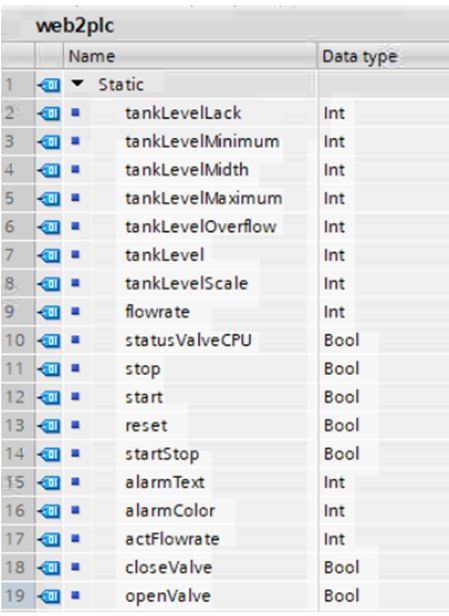 web2plc
Name Data type
1 Static
2 tankLevelLack Int
3 tankLevelMinimum Int
4 tankLevelMidth Int
5 tankLevelMaximum Int
6 tankLevelOverflow Int
7 tankLevel Int
8 tankLevelScale Int
9 flowrate Int
10 statusValveCPU Bool
11 stop Bool
12 start Bool
13 reset Bool
14 startStop Bool
15 alarmText Int
16 alarmColor Int
17 actFlowrate Int
18 closeValve Bool
19 openValve Bool